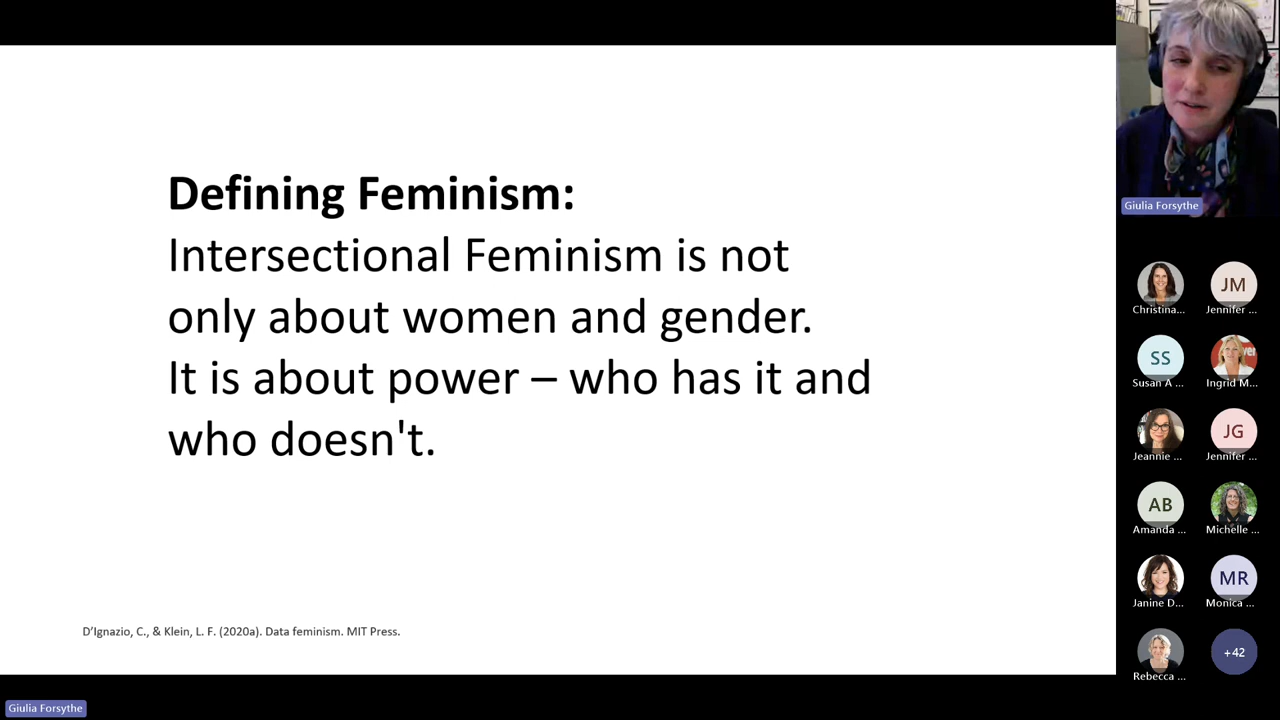 Defining Feminism:
Intersectional Feminism is not
only about women and gender.
It is about power – who has it and
who doesn't.
D’Ignazio, C., & Klein, L. F. (2020a). Data feminism. MIT Press.
Giulia Forsythe
Giulia Forsythe
Christina...
JM
Jennifer ...
SS
Susan A ...
Ingrid M...
Jeannie ...
JG
Jennifer ...
AB
Amanda ...
Michelle ...
Janine D...
MR
Monica ...
Rebecca ...
+42